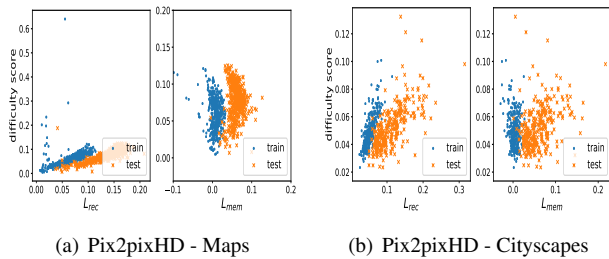 difficulty score
0.6
0.5
0.4
0.3
0.2
0.1
0.0
0.00 0.05 0.10 0.15 0.20
L_rec
train
test
0.20
0.15
0.10
0.05
0.00
−0.1 0.0 0.1 0.2
L_mem
train
test
difficulty score
0.12
0.10
0.08
0.06
0.04
0.02
0.0 0.1 0.2 0.3
L_rec
train
test
0.12
0.10
0.08
0.06
0.04
0.02
0.0 0.1 0.2
L_mem
train
test
(a) Pix2pixHD - Maps
(b) Pix2pixHD - Cityscapes